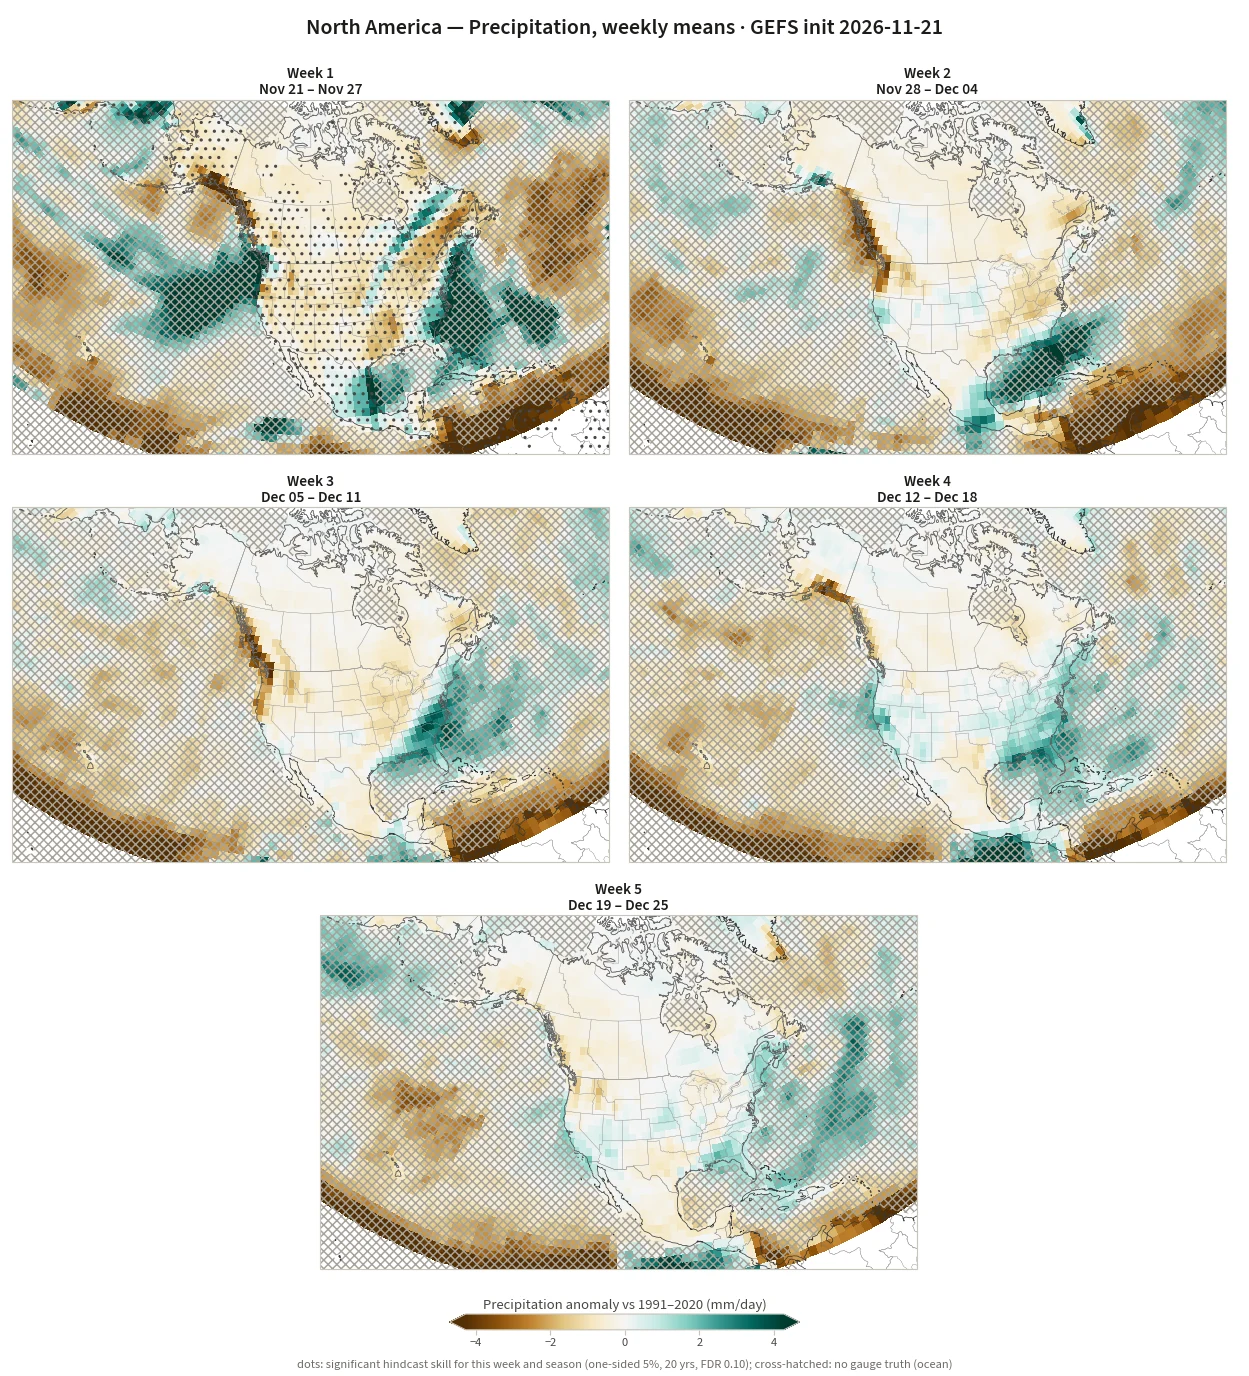 North America — Precipitation, weekly means · GEFS init 2026-11-21
Week 1
Nov 21 – Nov 27
Week 2
Nov 28 – Dec 04
Week 3
Dec 05 – Dec 11
Week 4
Dec 12 – Dec 18
Week 5
Dec 19 – Dec 25
Precipitation anomaly vs 1991–2020 (mm/day)
−4 −2 0 2 4
dots: significant hindcast skill for this week and season (one-sided 5%, 20 yrs, FDR 0.10); cross-hatched: no gauge truth (ocean)